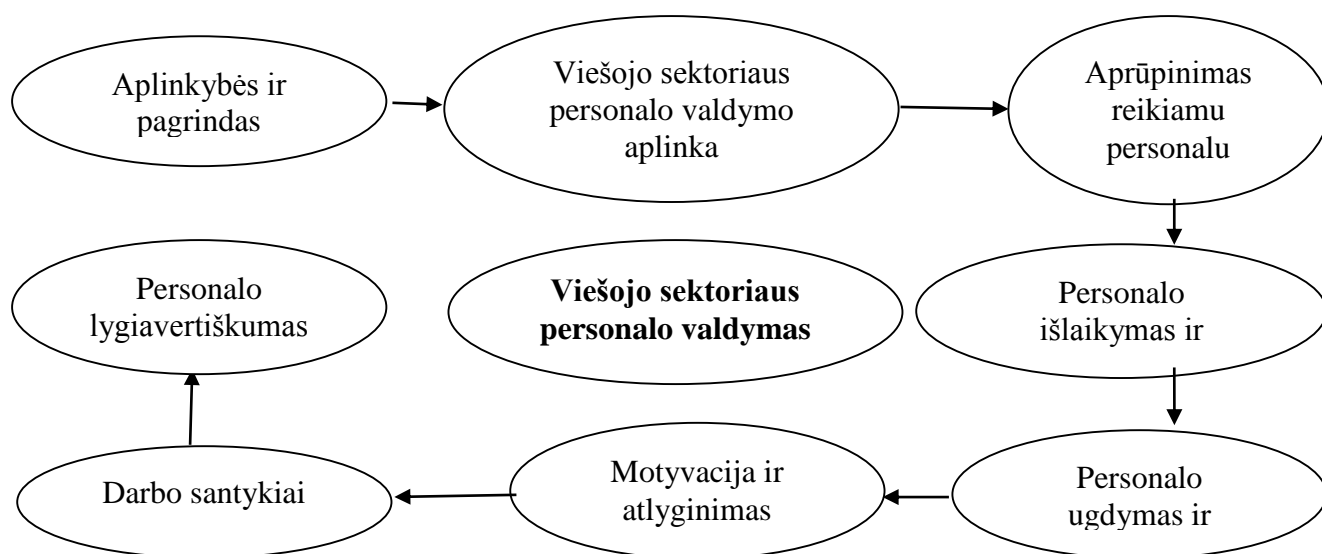 Aplinkybės ir
pagrindas
Viešojo sektoriaus
personalo valdymo
aplinka
Aprūpinimas
reikiamu
personalu
Personalo
lygiavertiškumas
Viešojo sektoriaus
personalo valdymas
Personalo
išlaikymas ir
Darbo santykiai
Motyvacija ir
atlyginimas
Personalo
ugdymas ir